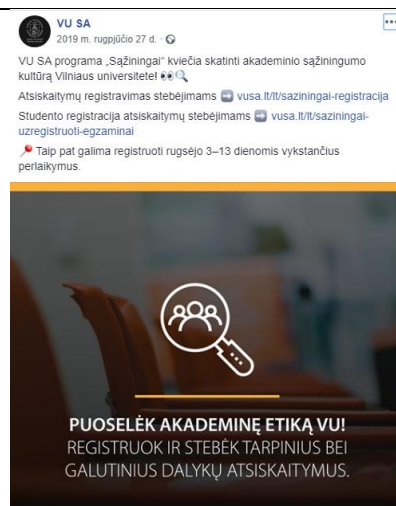 VU SA
2019 m. rugpjūčio 27 d. ·
VU SA programa „Sąžiningai“ kviečia skatinti akademinio sąžiningumo
kultūrą Vilniaus universitete! 👀🔍
Atsiskaitymų registravimas stebėjimams ➡️ vusa.lt/lt/saziningai-registracija
Studento registracija atsiskaitymų stebėjimams ➡️ vusa.lt/lt/saziningai-
uzregistruoti-egzaminai
📍 Taip pat galima registruoti rugsėjo 3–13 dienomis vykstančius
perlaikymus.
PUOSELĖK AKADEMINĘ ETIKĄ VU!
REGISTRUOK IR STEBĖK TARPINIUS BEI
GALUTINIUS DALYKŲ ATSISKAITYMUS.